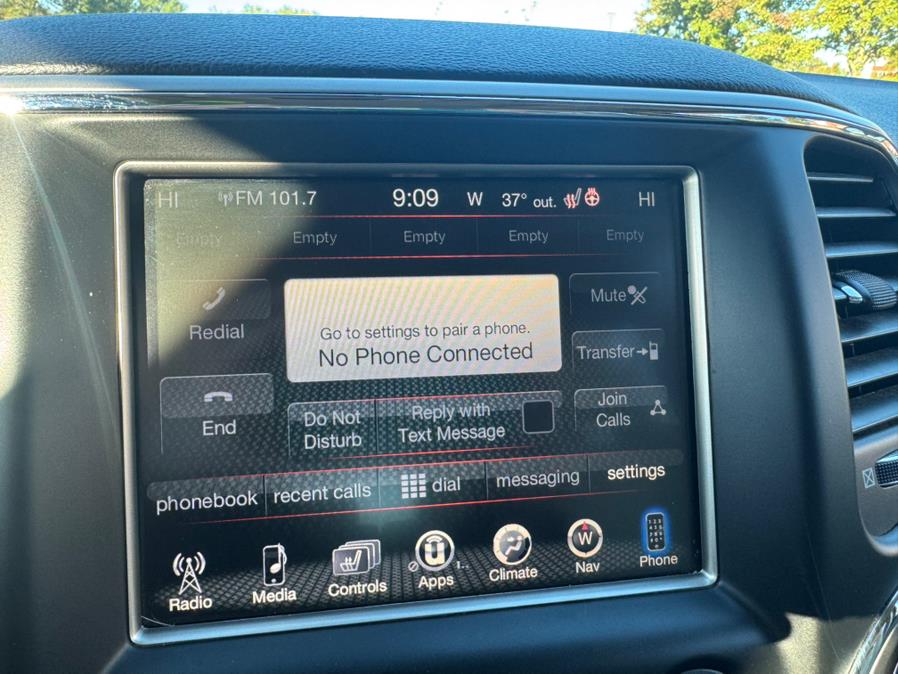 HI FM 101.7 9:09 W 37° out. HI
Empty Empty Empty Empty Empty
Redial
Go to settings to pair a phone.
No Phone Connected
Mute
Transfer
End
Do Not
Disturb
Reply with
Text Message
Join
Calls
phonebook recent calls dial messaging settings
W
Radio Media Controls Apps Climate Nav Phone